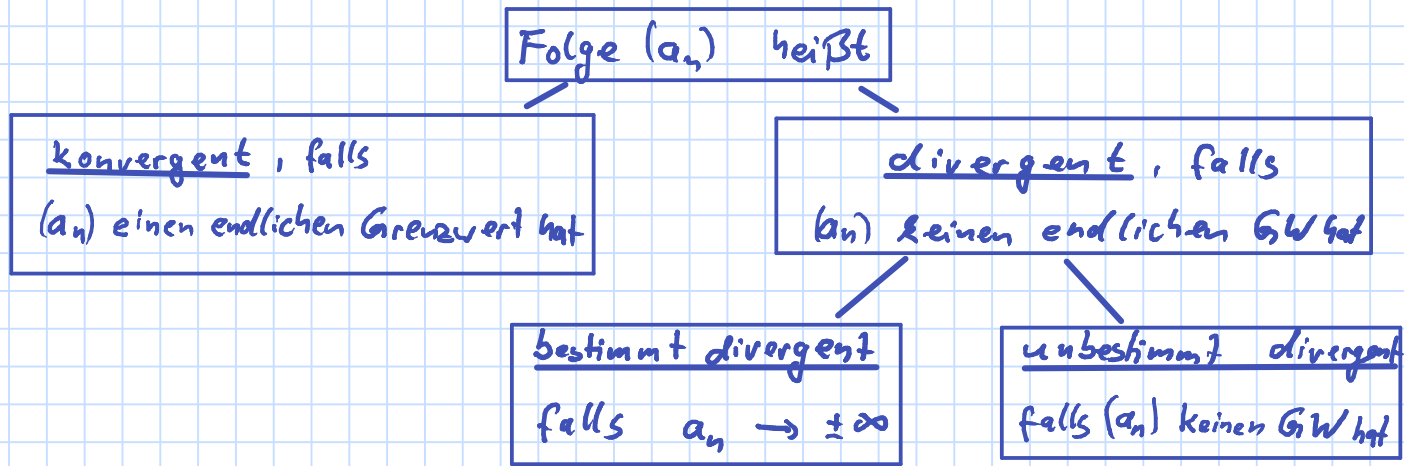 Folge (aₙ) heißt
konvergent, falls
(aₙ) einen endlichen Grenzwert hat
divergent, falls
(aₙ) keinen endlichen GW hat
bestimmt divergent
falls aₙ → ± ∞
unbestimmt divergent
falls (aₙ) keinen GW hat